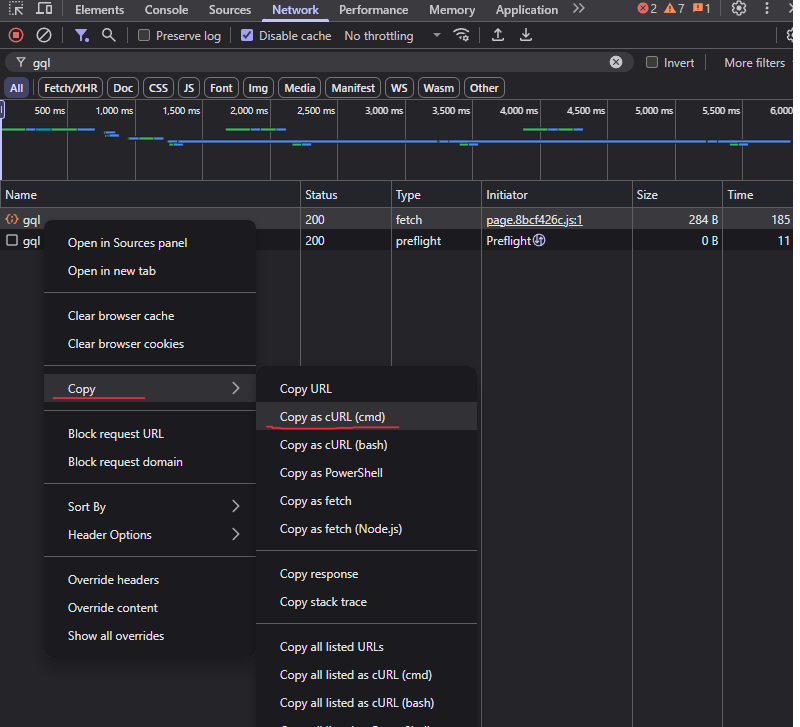 Elements Console Sources Network Performance Memory Application 2 7 1
Preserve log Disable cache No throttling
gql Invert More filters
All Fetch/XHR Doc CSS JS Font Img Media Manifest WS Wasm Other
500 ms 1,000 ms 1,500 ms 2,000 ms 2,500 ms 3,000 ms 3,500 ms 4,000 ms 4,500 ms 5,000 ms 5,500 ms 6,000
Name Status Type Initiator Size Time
gql 200 fetch page.8bcf426c.js:1 284 B 185
gql 200 preflight Preflight 0 B 11
Open in Sources panel
Open in new tab
Clear browser cache
Clear browser cookies
Copy
Block request URL
Block request domain
Sort By
Header Options
Override headers
Override content
Show all overrides
Copy URL
Copy as cURL (cmd)
Copy as cURL (bash)
Copy as PowerShell
Copy as fetch
Copy as fetch (Node.js)
Copy response
Copy stack trace
Copy all listed URLs
Copy all listed as cURL (cmd)
Copy all listed as cURL (bash)